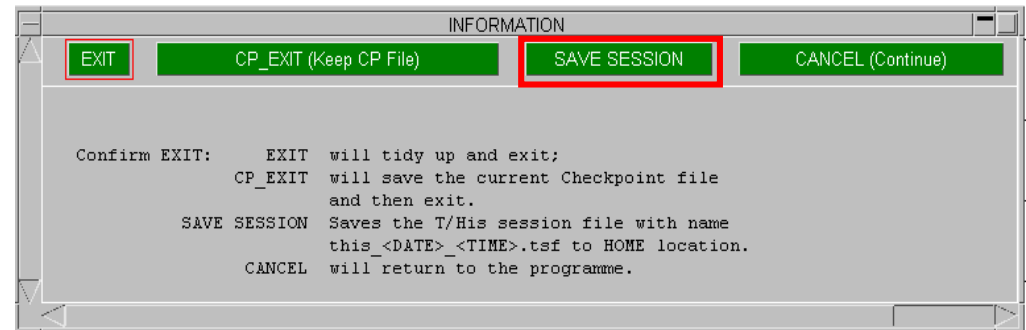 INFORMATION
EXIT CP_EXIT (Keep CP File) SAVE SESSION CANCEL (Continue)
Confirm EXIT: EXIT will tidy up and exit;
CP_EXIT will save the current Checkpoint file
and then exit.
SAVE SESSION Saves the T/His session file with name
this_<DATE>_<TIME>.tsf to HOME location.
CANCEL will return to the programme.